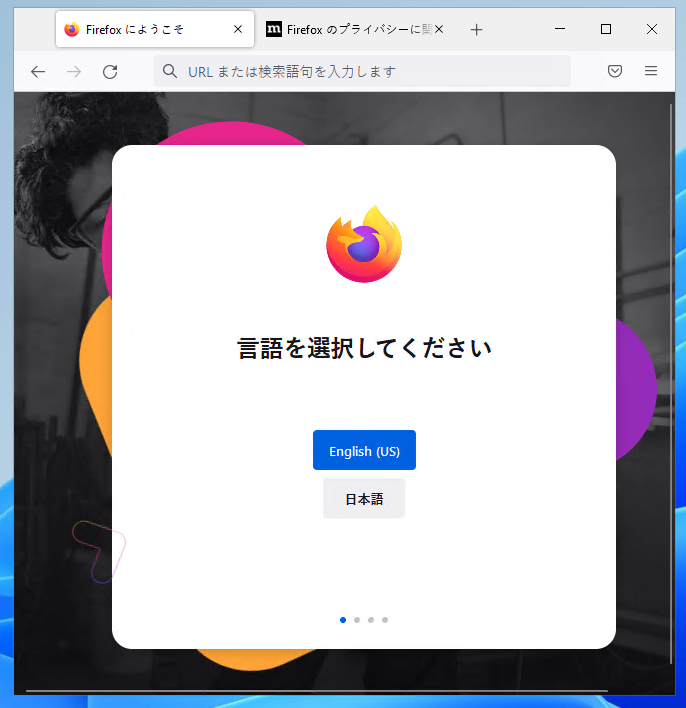 Firefox にようこそ
Firefox のプライバシーに関
URL または検索語句を入力します
言語を選択してください
English (US)
日本語